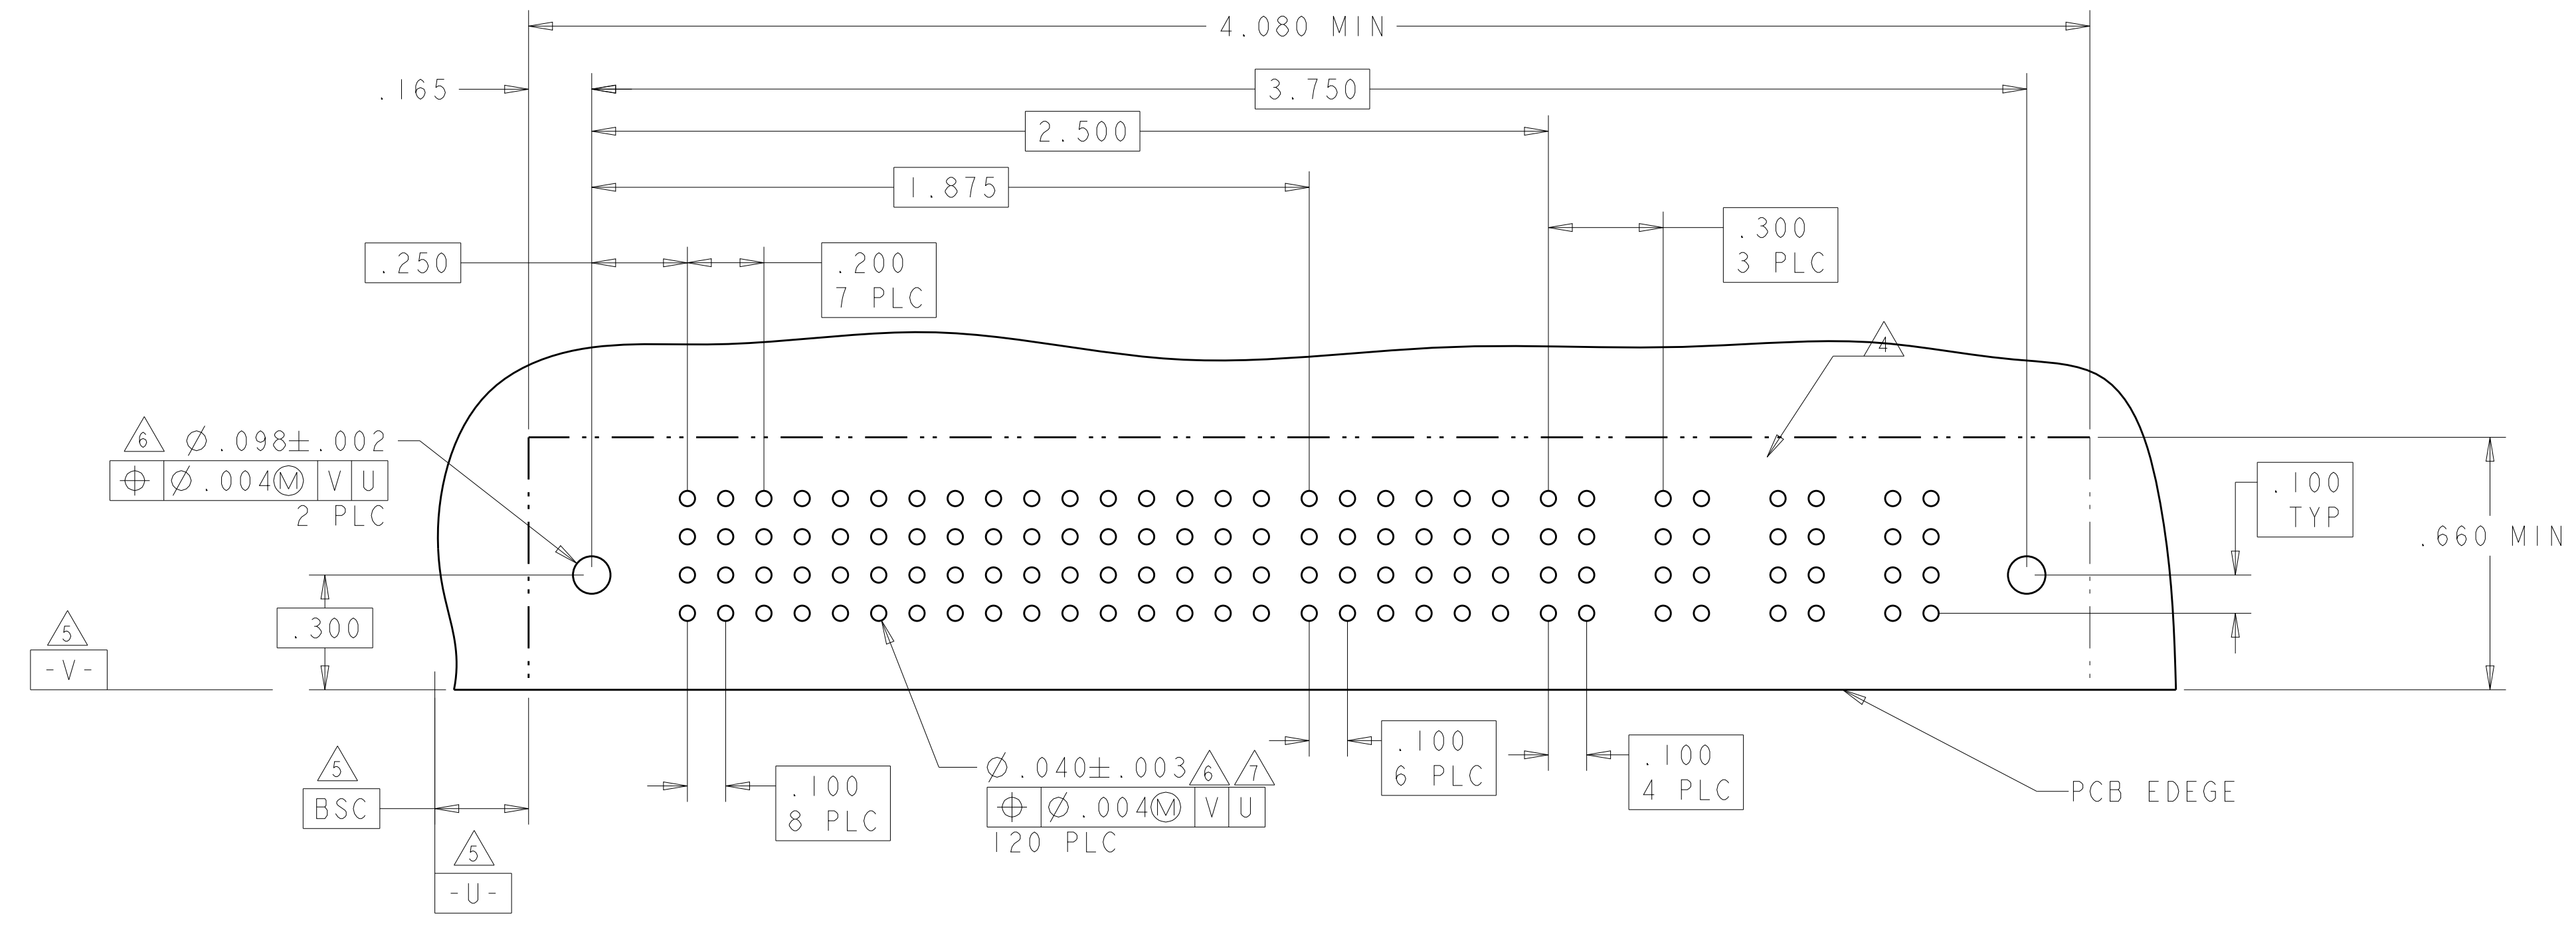 4.080 MIN
.165
3.750
2.500
1.875
.300
3 PLC
.250
.200
7 PLC
4
6 Ø.098±.002
⌖ Ø.004Ⓜ V U
2 PLC
.100
TYP
.660 MIN
.300
5
-V-
.100
6 PLC
.100
4 PLC
5
BSC
.100
8 PLC
Ø.040±.003 6 7
⌖ Ø.004Ⓜ V U
120 PLC
PCB EDEGE
5
-U-